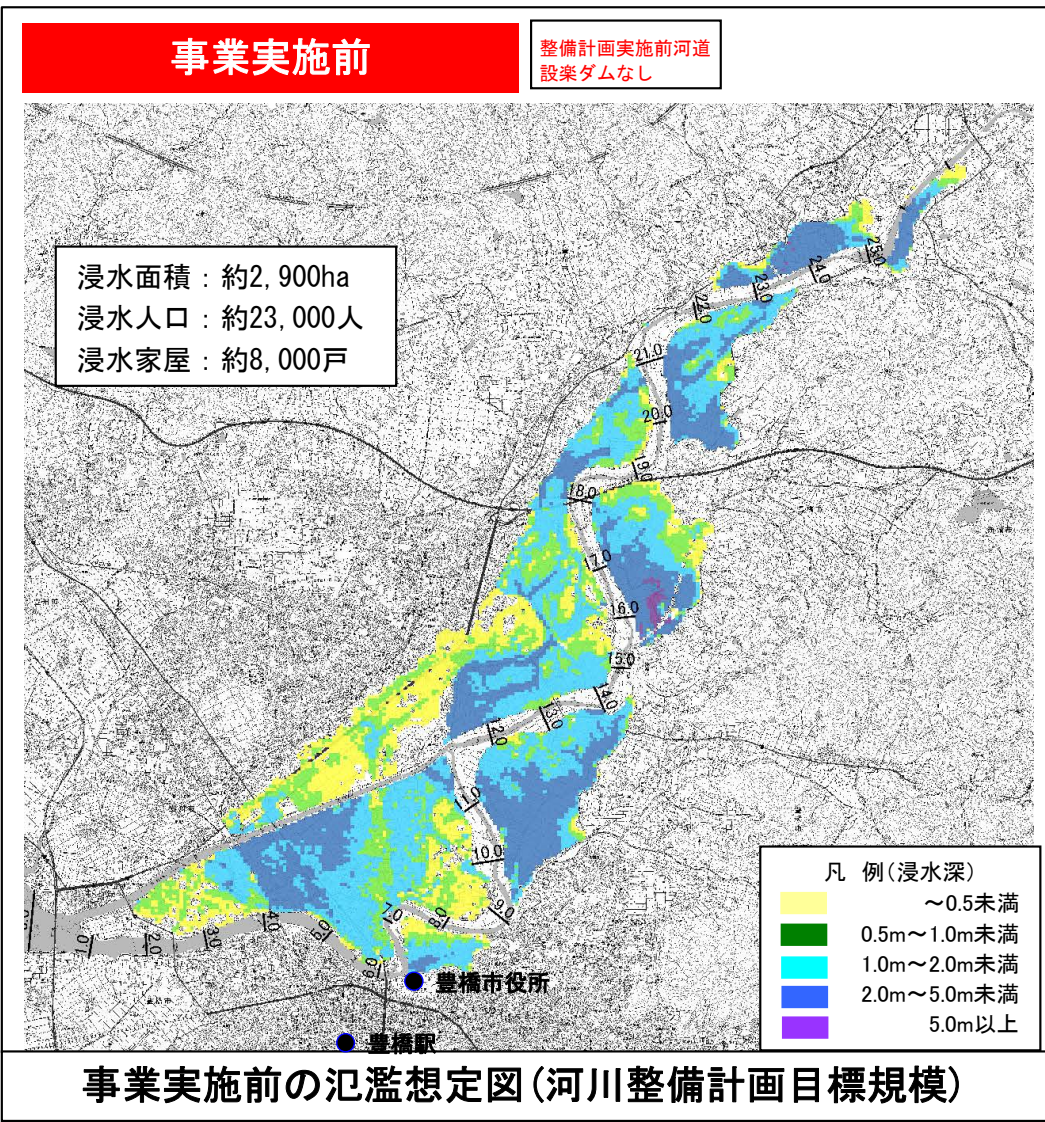 事業実施前
整備計画実施前河道
設楽ダムなし
浸水面積：約2,900ha
浸水人口：約23,000人
浸水家屋：約8,000戸
25.0
24.0
23.0
22.0
21.0
20.0
19.0
18.0
17.0
16.0
15.0
14.0
13.0
12.0
11.0
10.0
9.0
8.0
7.0
6.0
5.0
4.0
3.0
2.0
1.0
豊橋市役所
豊橋駅
凡 例(浸水深)
～0.5未満
0.5m～1.0m未満
1.0m～2.0m未満
2.0m～5.0m未満
5.0m以上
事業実施前の氾濫想定図(河川整備計画目標規模)